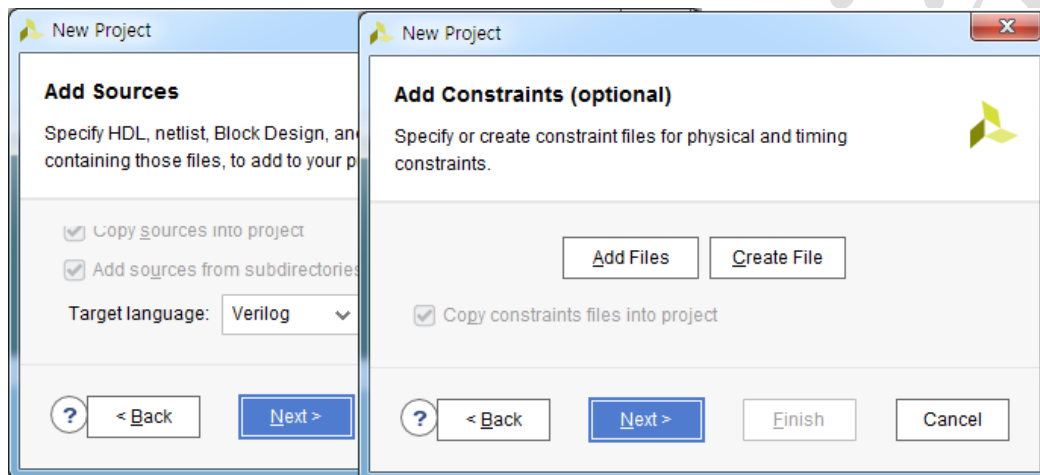 New Project
Add Sources
Specify HDL, netlist, Block Design, and
containing those files, to add to your p
Copy sources into project
Add sources from subdirectories
Target language: Verilog
?
< Back
Next >
New Project
X
Add Constraints (optional)
Specify or create constraint files for physical and timing
constraints.
Add Files
Create File
Copy constraints files into project
?
< Back
Next >
Finish
Cancel